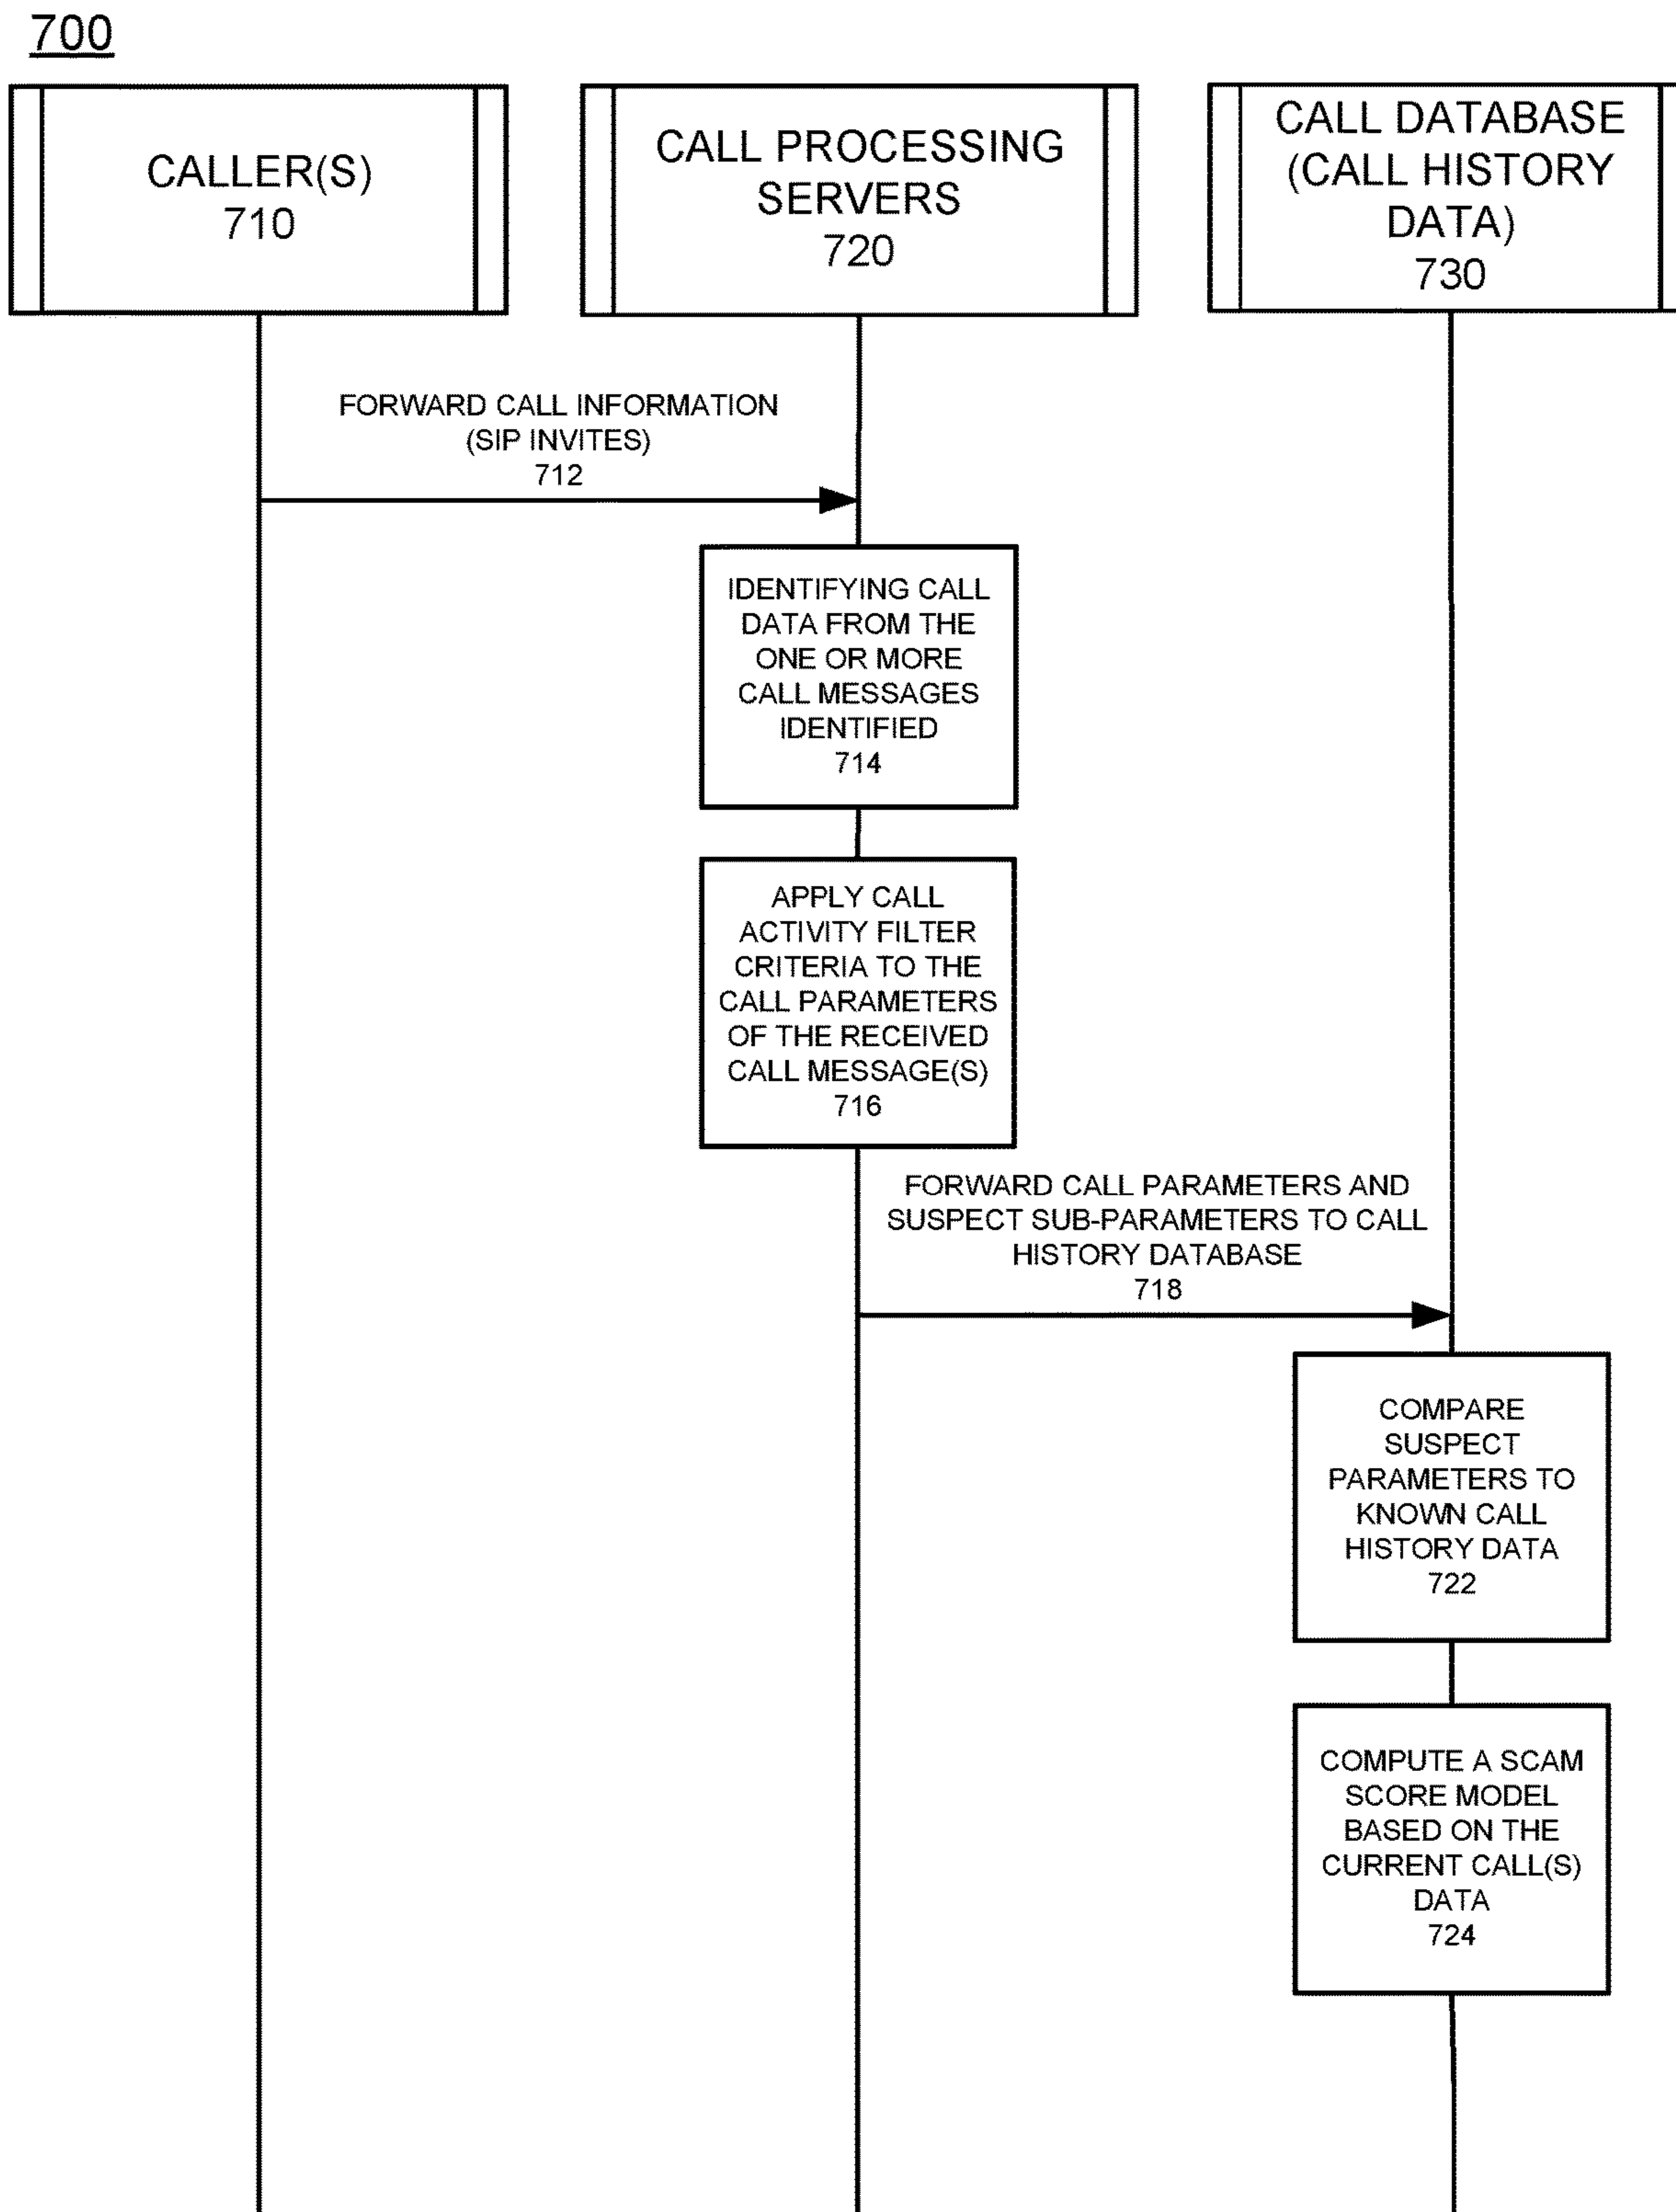 700
CALLER(S)
710
CALL PROCESSING
SERVERS
720
CALL DATABASE
(CALL HISTORY
DATA)
730
FORWARD CALL INFORMATION
(SIP INVITES)
712
IDENTIFYING CALL
DATA FROM THE
ONE OR MORE
CALL MESSAGES
IDENTIFIED
714
APPLY CALL
ACTIVITY FILTER
CRITERIA TO THE
CALL PARAMETERS
OF THE RECEIVED
CALL MESSAGE(S)
716
FORWARD CALL PARAMETERS AND
SUSPECT SUB-PARAMETERS TO CALL
HISTORY DATABASE
718
COMPARE
SUSPECT
PARAMETERS TO
KNOWN CALL
HISTORY DATA
722
COMPUTE A SCAM
SCORE MODEL
BASED ON THE
CURRENT CALL(S)
DATA
724